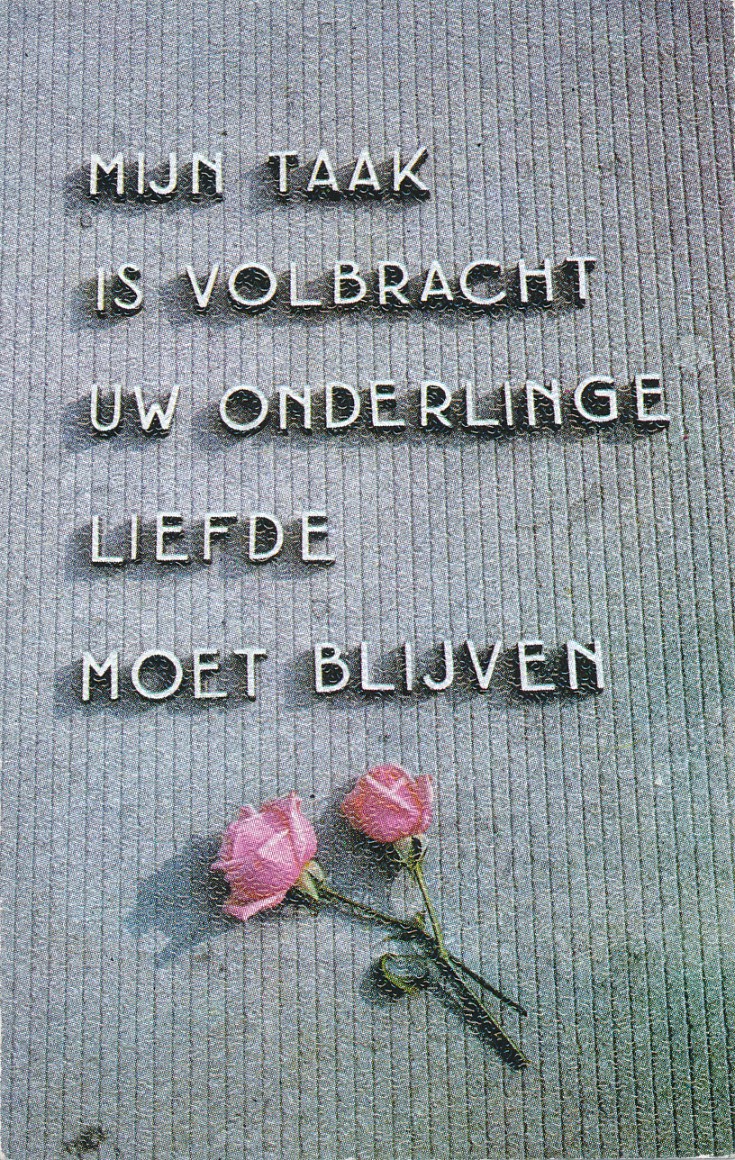 MIJN TAAK
IS VOLBRACHT
UW ONDERLINGE
LIEFDE
MOET BLIJVEN